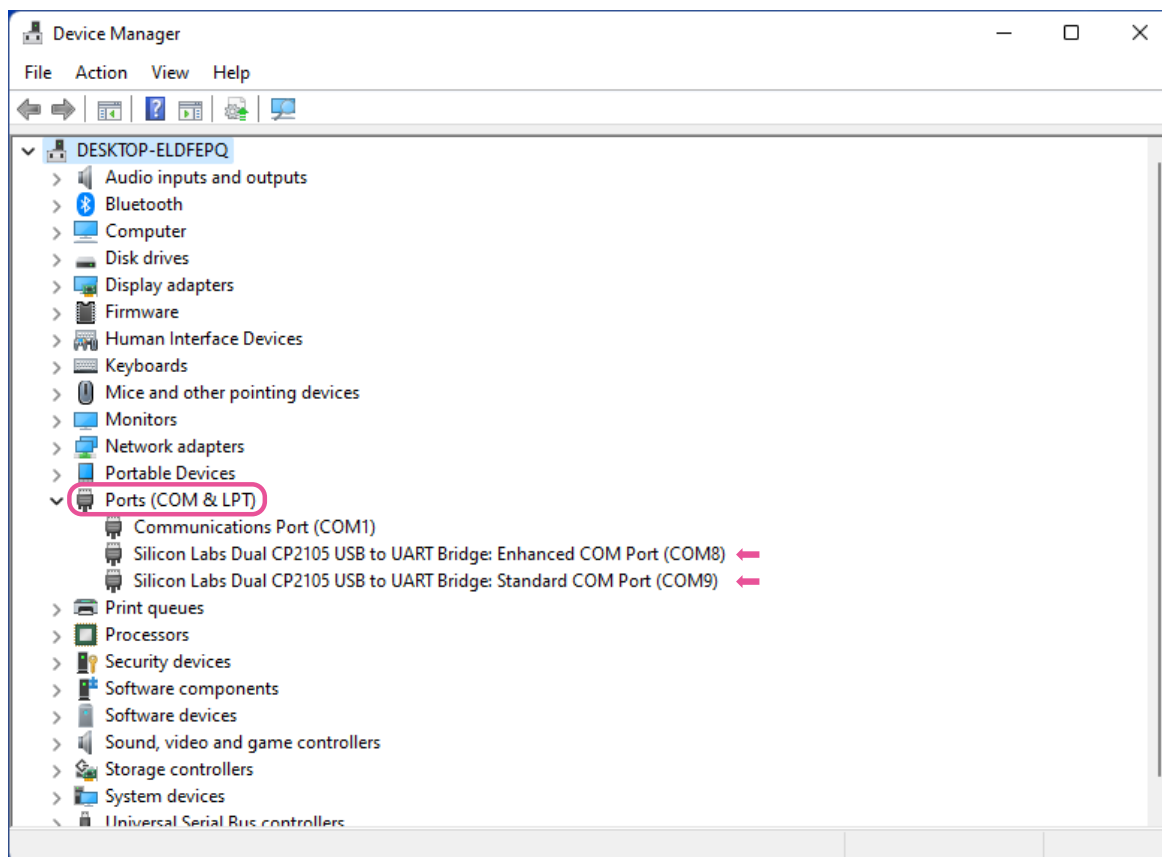 Device Manager
File Action View Help
DESKTOP-ELDFEPQ
Audio inputs and outputs
Bluetooth
Computer
Disk drives
Display adapters
Firmware
Human Interface Devices
Keyboards
Mice and other pointing devices
Monitors
Network adapters
Portable Devices
Ports (COM & LPT)
Communications Port (COM1)
Silicon Labs Dual CP2105 USB to UART Bridge: Enhanced COM Port (COM8)
Silicon Labs Dual CP2105 USB to UART Bridge: Standard COM Port (COM9)
Print queues
Processors
Security devices
Software components
Software devices
Sound, video and game controllers
Storage controllers
System devices
Universal Serial Bus controllers